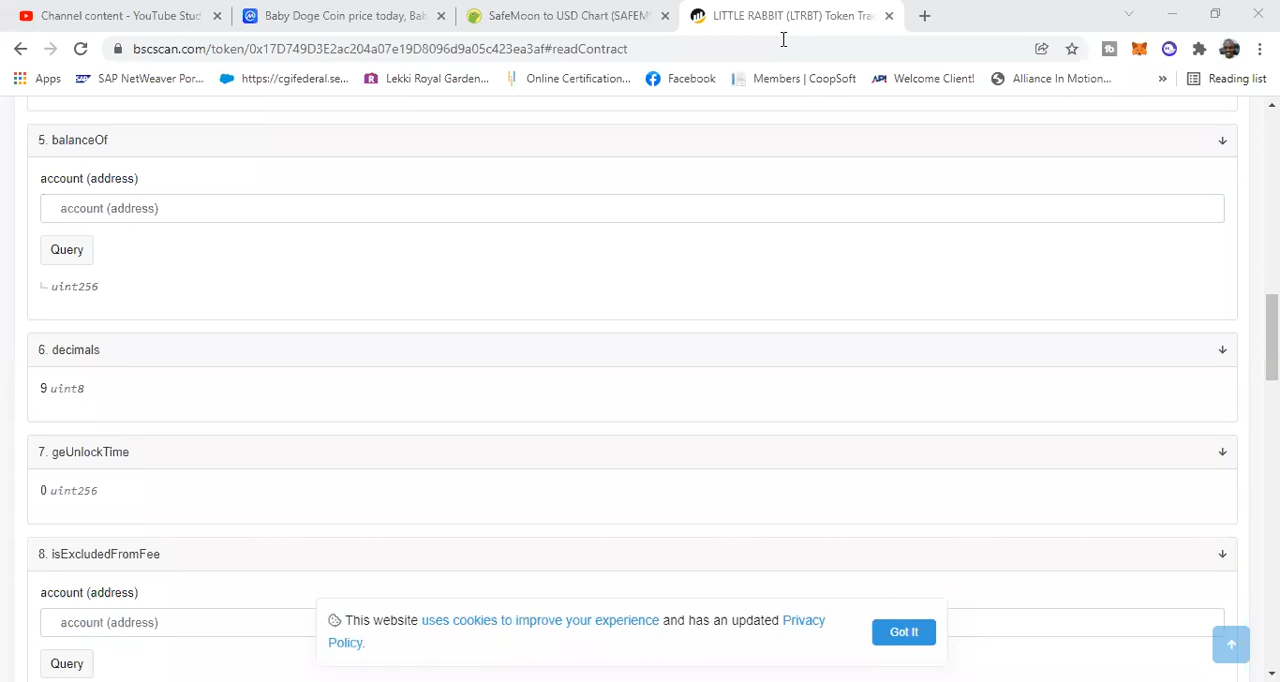 Channel content - YouTube Stud
Baby Doge Coin price today, Bab
SafeMoon to USD Chart (SAFEMO
LITTLE RABBIT (LTRBT) Token Trac
bscscan.com/token/0x17D749D3E2ac204a07e19D8096d9a05c423ea3af#readContract
Apps
SAP NetWeaver Por...
https://orgfederal.se...
Lekki Royal Garden...
Online Certification...
Facebook
Members | CoopSoft
API Welcome Client!
Alliance In Motion...
»
Reading list
5. balanceOf
account (address)
account (address)
Query
uint256
6. decimals
9 uint8
7. geUnlockTime
0 uint256
8. isExcludedFromFee
account (address)
account (address)
Query
This website uses cookies to improve your experience and has an updated Privacy
Policy.
Got It